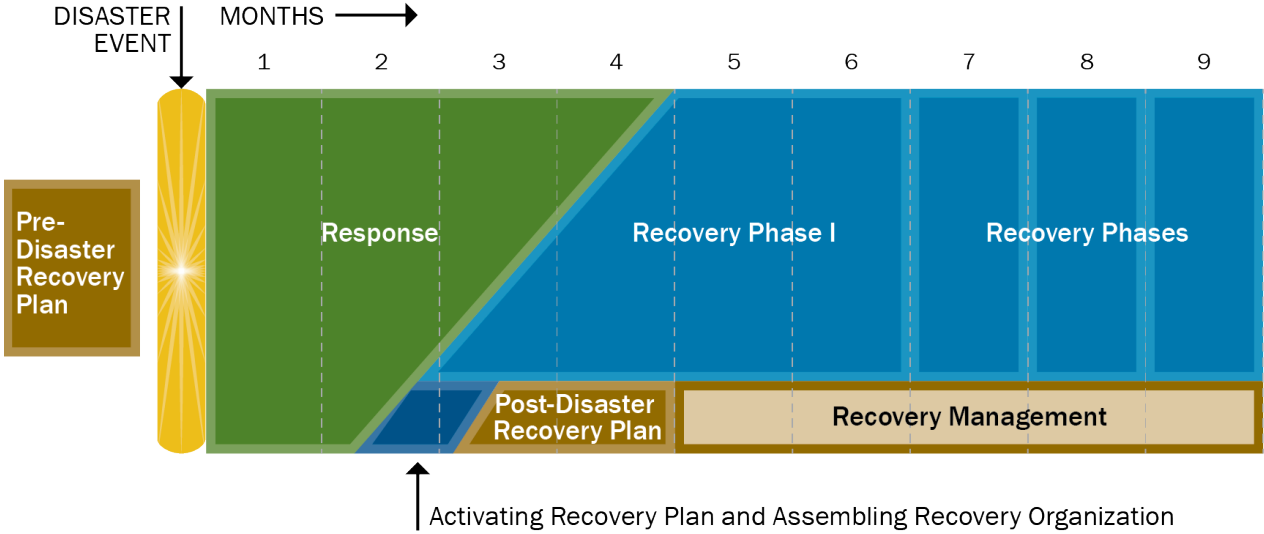 DISASTER
EVENT
MONTHS
1 2 3 4 5 6 7 8 9
Pre-
Disaster
Recovery
Plan
Response
Recovery Phase I
Recovery Phases
Post-Disaster
Recovery Plan
Recovery Management
Activating Recovery Plan and Assembling Recovery Organization